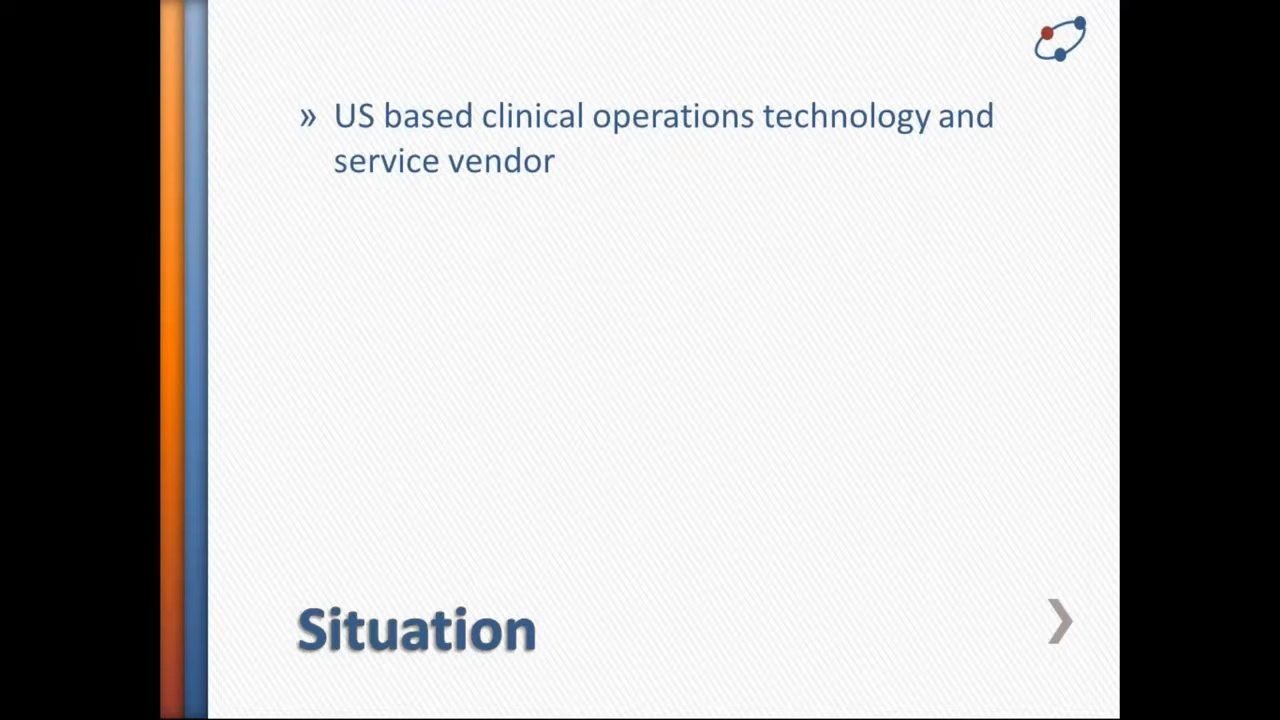 » US based clinical operations technology and
service vendor
Situation